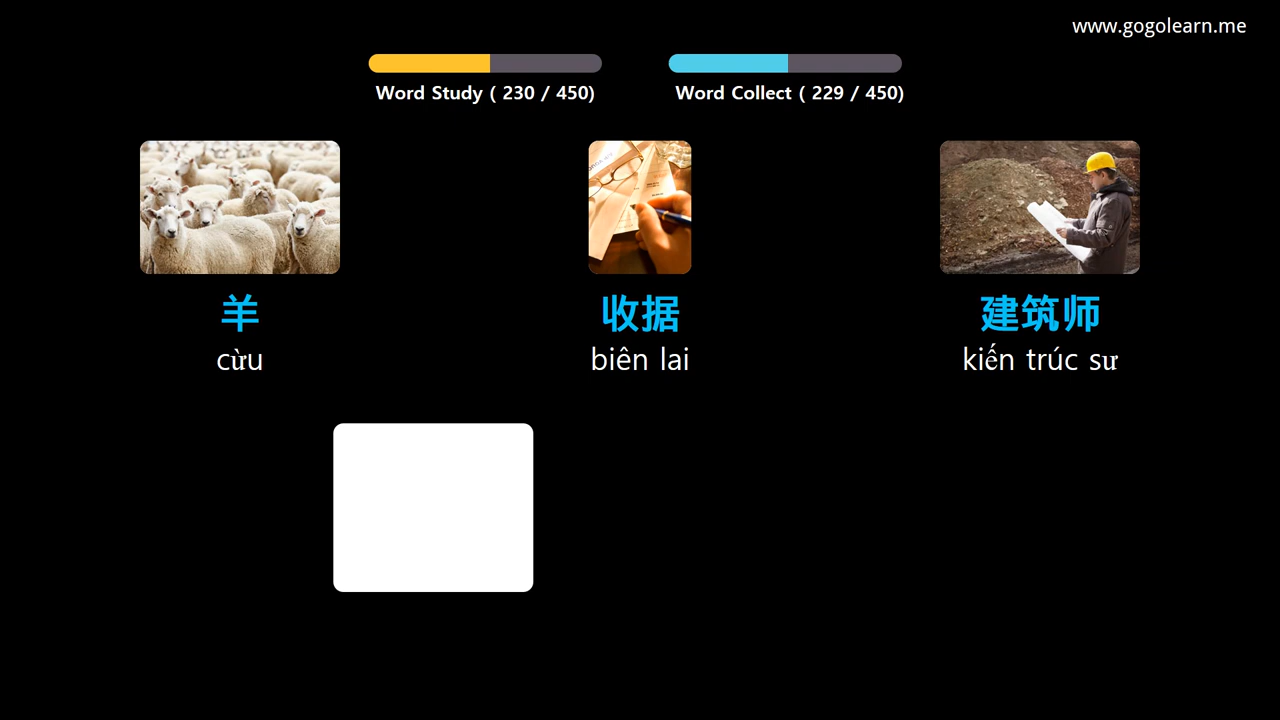 www.gogolearn.me
Word Study ( 230 / 450)
Word Collect ( 229 / 450)
羊
收据
建筑师
cừu
biên lai
kiến trúc sư